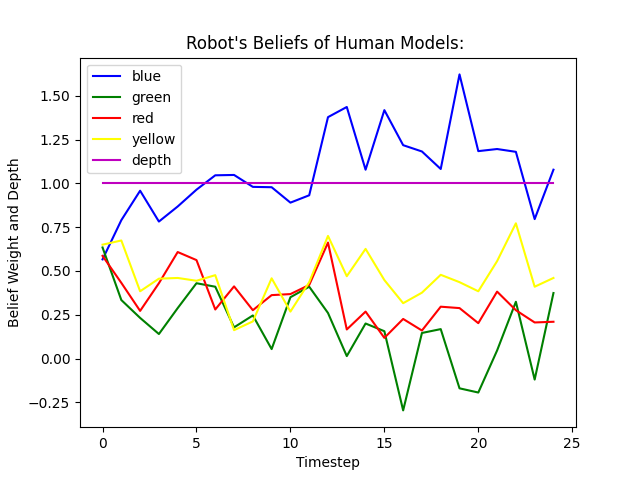 Robot's Beliefs of Human Models:
blue
green
red
yellow
depth
1.50
1.25
1.00
0.75
0.50
0.25
0.00
−0.25
Belief Weight and Depth
0 5 10 15 20 25
Timestep